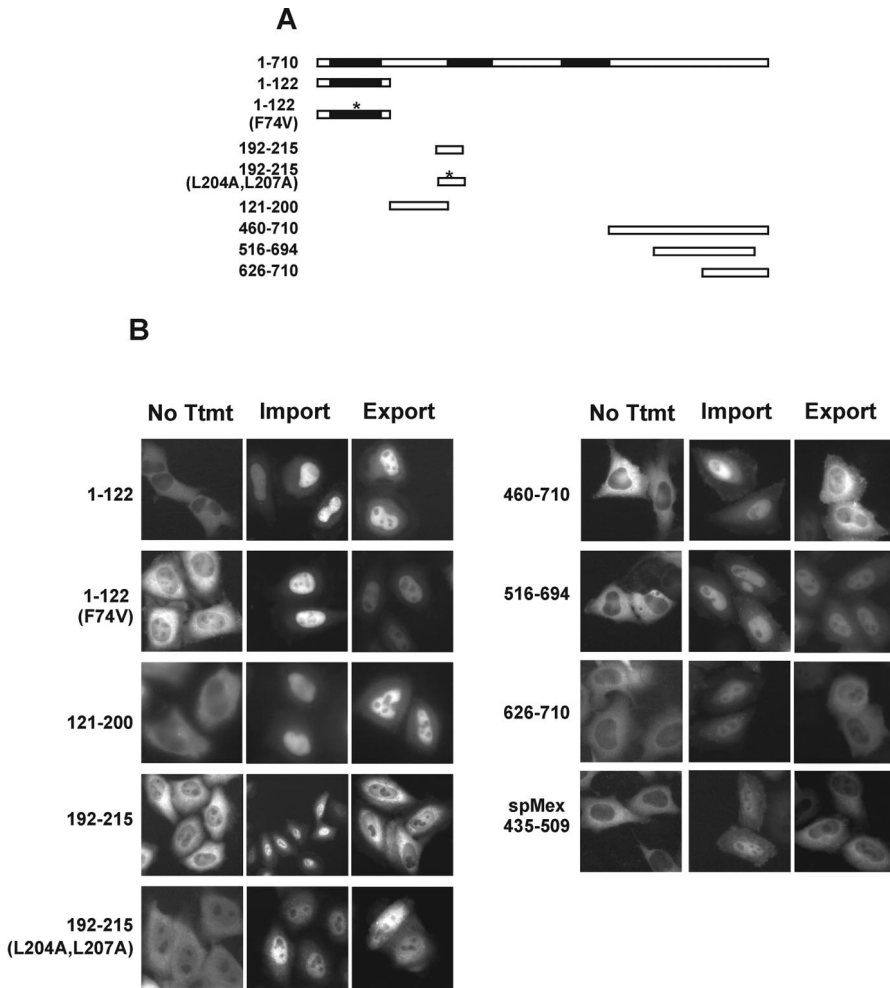 A
1-710
1-122
1-122
*
(F74V)
192-215
192-215
*
(L204A,L207A)
121-200
460-710
516-694
626-710
B
No Ttmt Import Export
1-122
1-122
(F74V)
121-200
192-215
192-215
(L204A,L207A)
No Ttmt Import Export
460-710
516-694
626-710
spMex
435-509